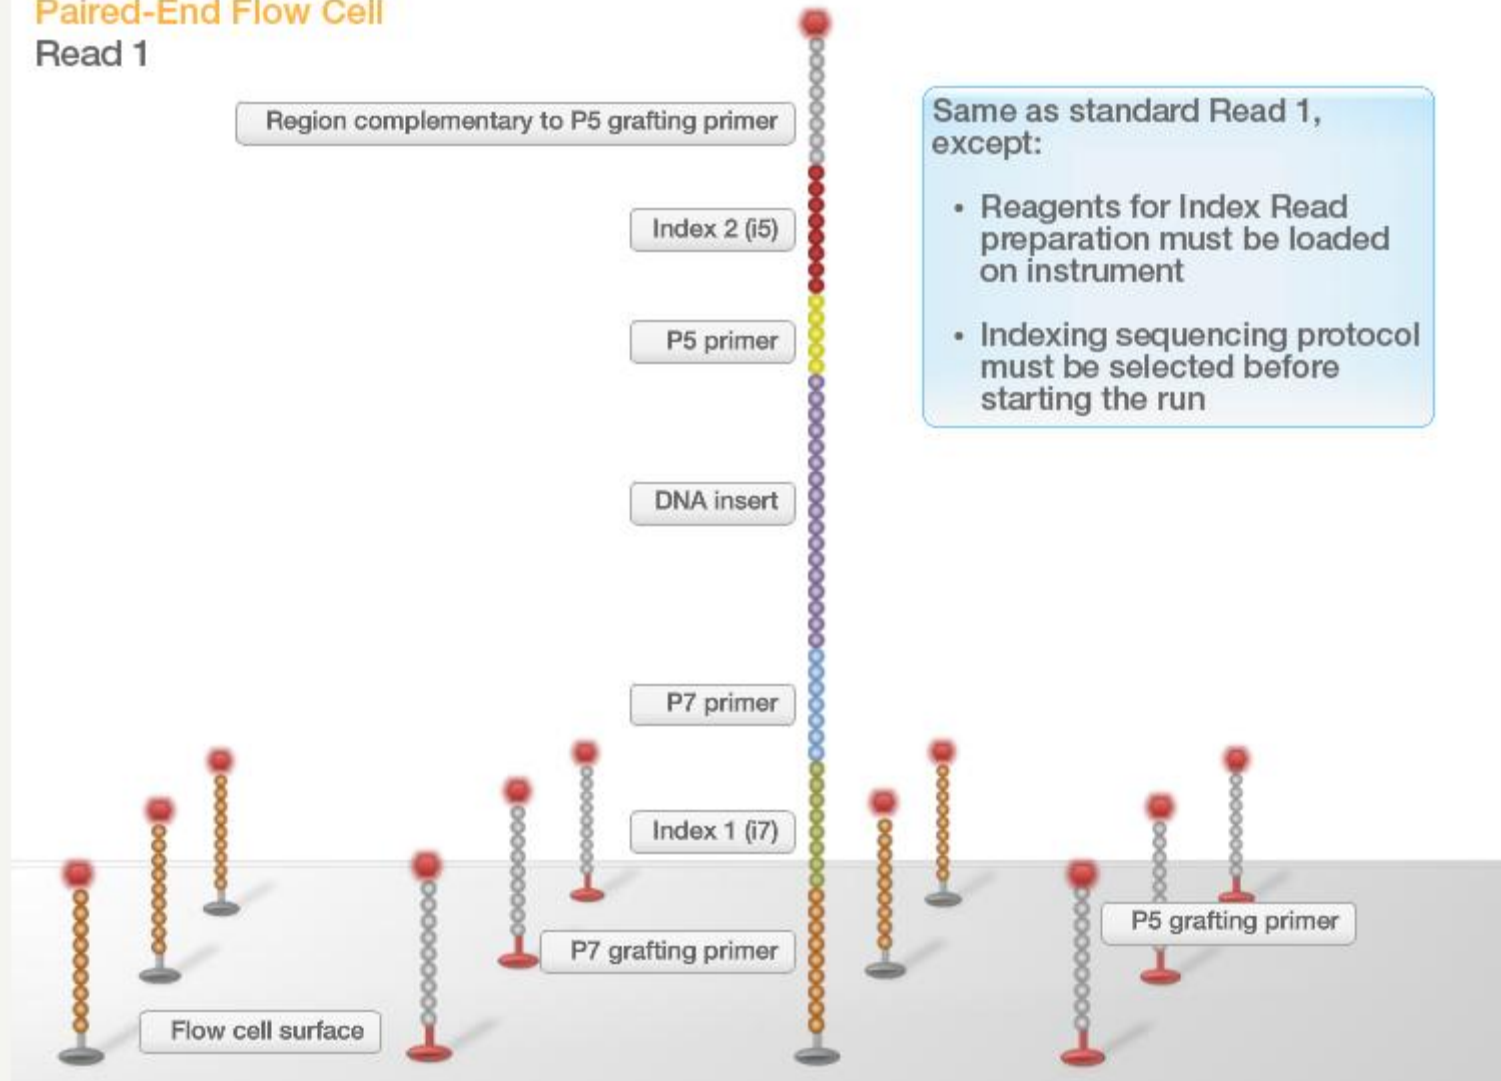 Paired-End Flow Cell
Read 1
Region complementary to P5 grafting primer
Same as standard Read 1,
except:
• Reagents for Index Read
preparation must be loaded
on instrument
• Indexing sequencing protocol
must be selected before
starting the run
Index 2 (i5)
P5 primer
DNA insert
P7 primer
Index 1 (i7)
P5 grafting primer
P7 grafting primer
Flow cell surface